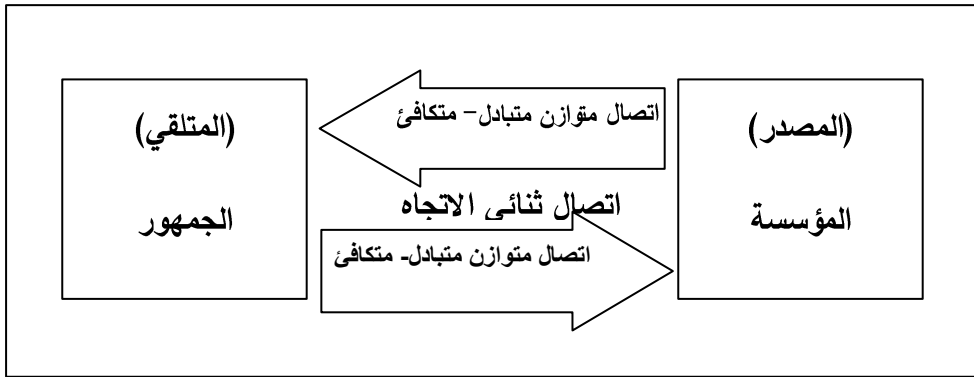 (المصدر)
المؤسسة
اتصال متوازن متبادل– متكافئ
اتصال ثنائي الاتجاه
اتصال متوازن متبادل- متكافئ
(المتلقي)
الجمهور